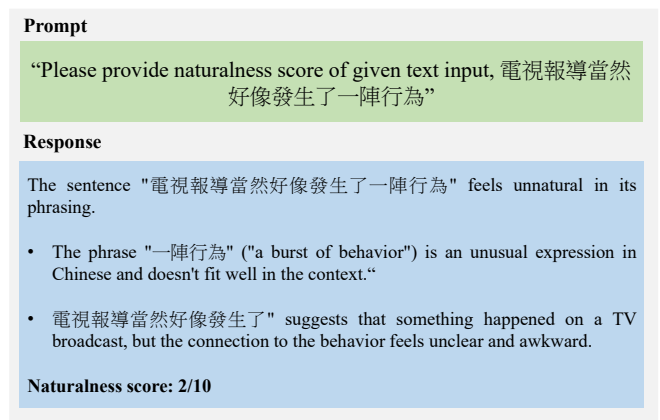 Prompt
“Please provide naturalness score of given text input, 電視報導當然
好像發生了一陣行為”
Response
The sentence "電視報導當然好像發生了一陣行為" feels unnatural in its
phrasing.
• The phrase "一陣行為" ("a burst of behavior") is an unusual expression in
Chinese and doesn't fit well in the context.“
• 電視報導當然好像發生了" suggests that something happened on a TV
broadcast, but the connection to the behavior feels unclear and awkward.
Naturalness score: 2/10